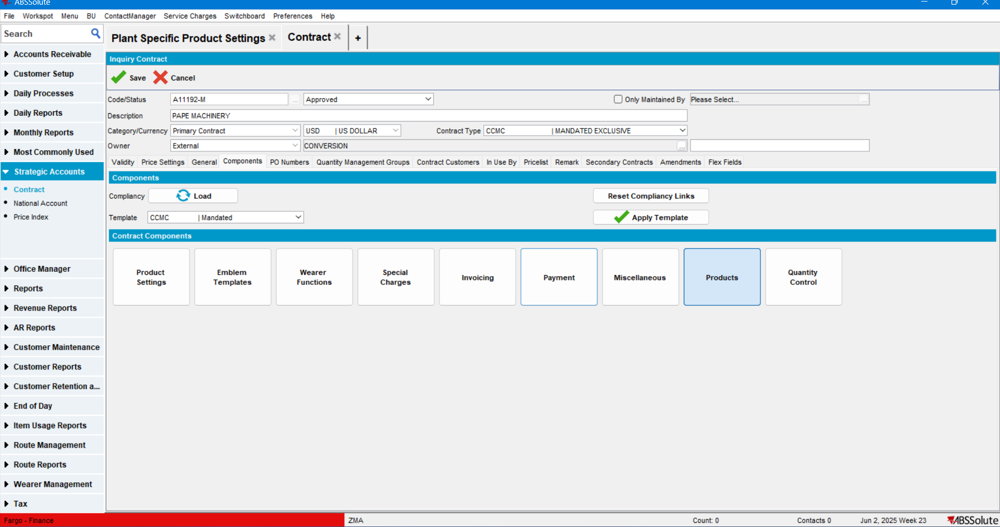 ABSSolute
File Workspot Menu BU ContactManager Service Charges Switchboard Preferences Help
Search
Plant Specific Product Settings
Contract
+
Accounts Receivable
Customer Setup
Daily Processes
Daily Reports
Monthly Reports
Most Commonly Used
Strategic Accounts
Contract
National Account
Price Index
Office Manager
Reports
Revenue Reports
AR Reports
Customer Maintenance
Customer Reports
Customer Retention a...
End of Day
Item Usage Reports
Route Management
Route Reports
Wearer Management
Tax
Inquiry Contract
Save Cancel
Code/Status A11192-M ... Approved Only Maintained By Please Select... ...
Description PAPE MACHINERY
Category/Currency Primary Contract USD | US DOLLAR Contract Type CCMC | MANDATED EXCLUSIVE
Owner External CONVERSION ...
Validity Price Settings General Components PO Numbers Quantity Management Groups Contract Customers In Use By Pricelist Remark Secondary Contracts Amendments Flex Fields
Components
Compliancy Load Reset Compliancy Links
Template CCMC | Mandated Apply Template
Contract Components
Product
Settings
Emblem
Templates
Wearer
Functions
Special
Charges
Invoicing
Payment
Miscellaneous
Products
Quantity
Control
Fargo - Finance ZMA Count: 0 Contacts 0 Jun 2, 2025 Week 23 ABSSolute